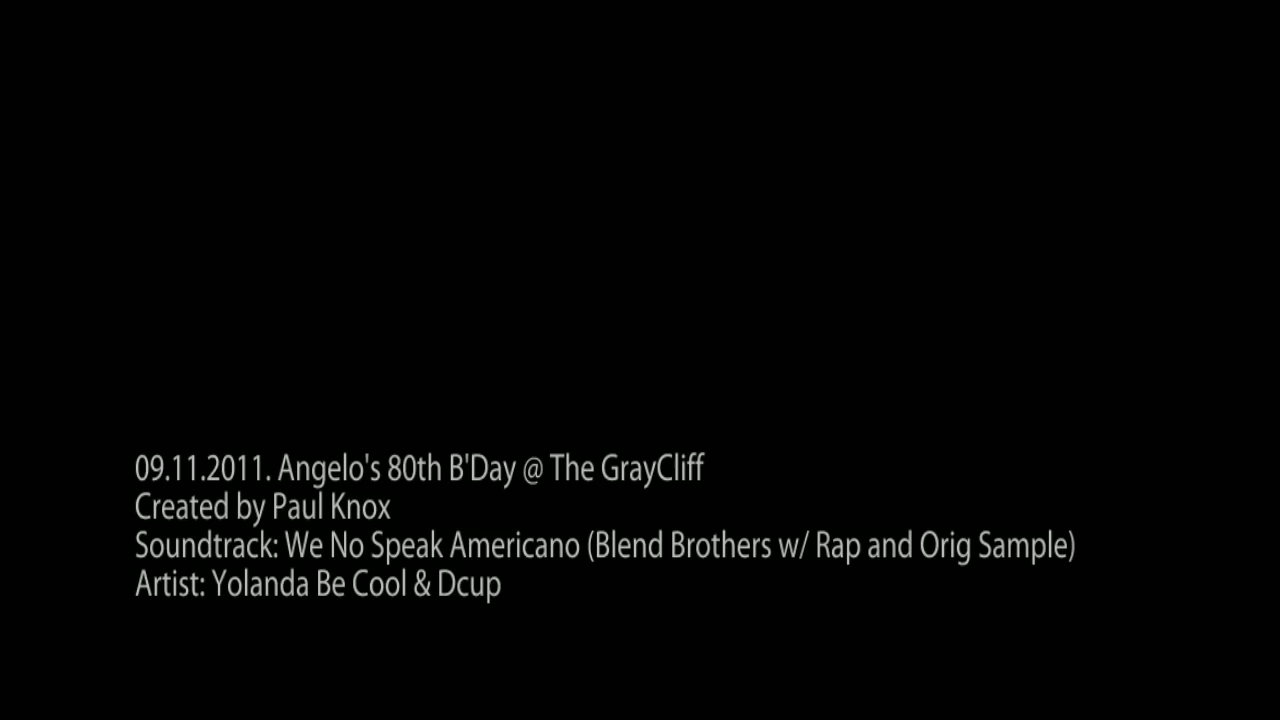 09.11.2011. Angelo's 80th B'Day @ The GrayCliff
Created by Paul Knox
Soundtrack: We No Speak Americano (Blend Brothers w/ Rap and Orig Sample)
Artist: Yolanda Be Cool & Dcup